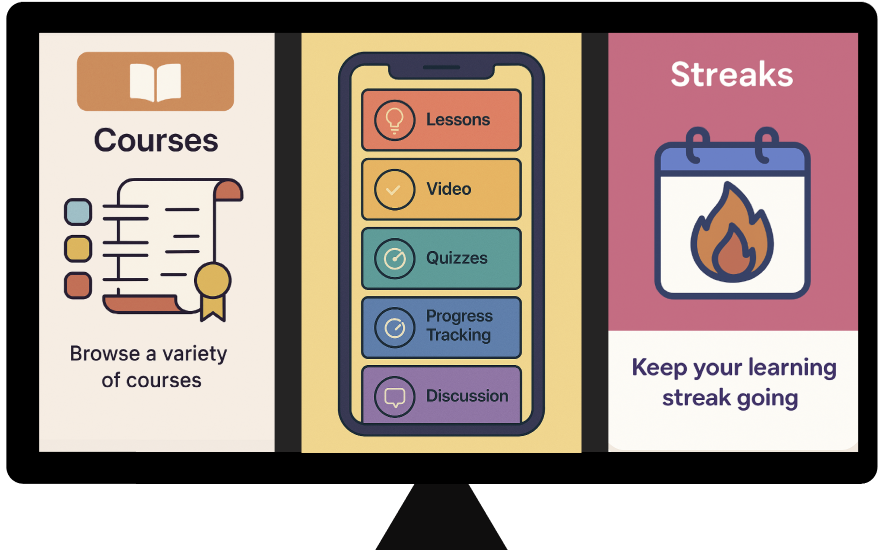 Courses
Browse a variety
of courses
Lessons
Video
Quizzes
Progress
Tracking
Discussion
Streaks
Keep your learning
streak going